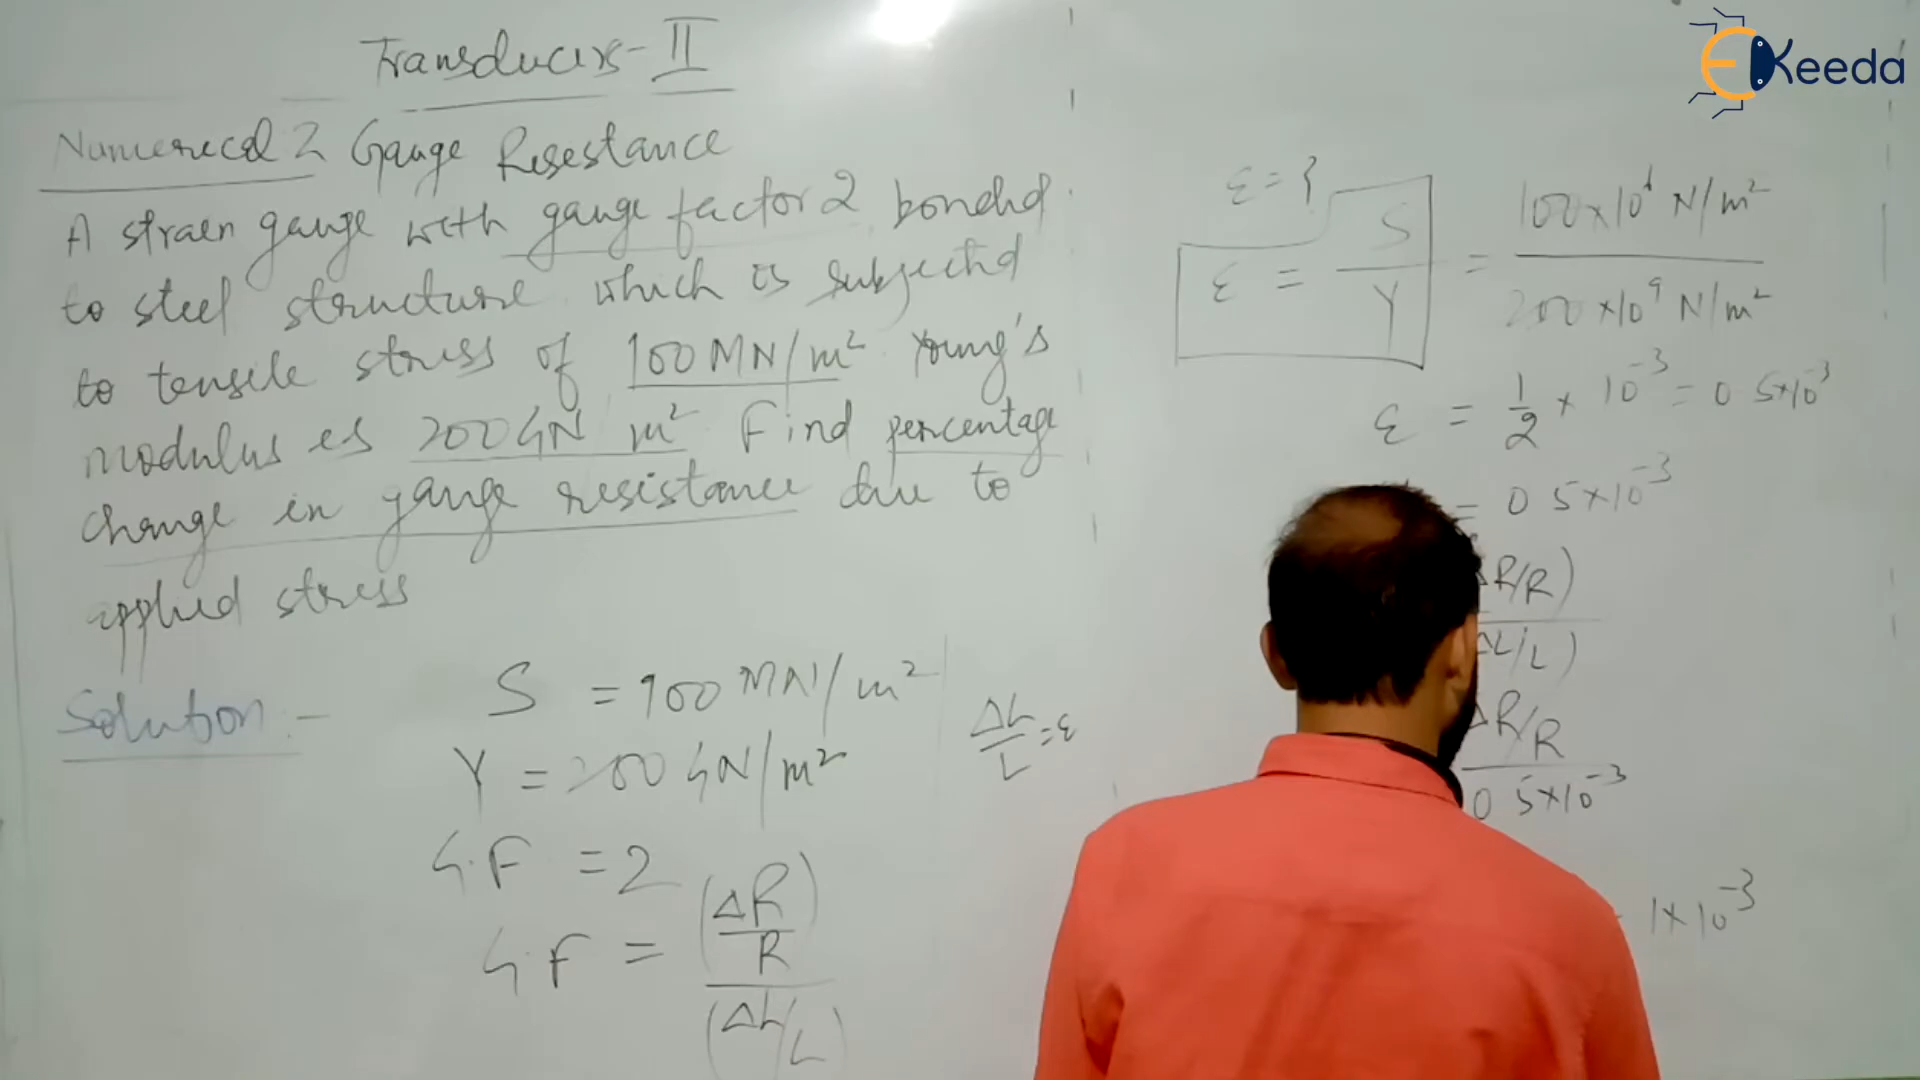 Transducers-II
Numerical 2 Gauge Resistance
A strain gauge with gauge factor 2 bonded
to steel structure which is subjected
to tensile stress of 100 MN/m² Young's
modulus is 200 GN m² Find percentage
change in gauge resistance due to
applied stress
Solution:-
S = 100 MN/m²
Y = 200 GN/m²
G.F = 2
G.F = (ΔR/R)
(ΔL/L)
ΔL/L = ε
EKeeda
ε = ?
ε = S/Y = 100×10⁶ N/m²
200×10⁹ N/m²
ε = 1/2 × 10⁻³ = 0.5×10⁻³
= 0.5×10⁻³
ΔR/R)
ΔL/L)
ΔR/R
0.5×10⁻³
1×10⁻³